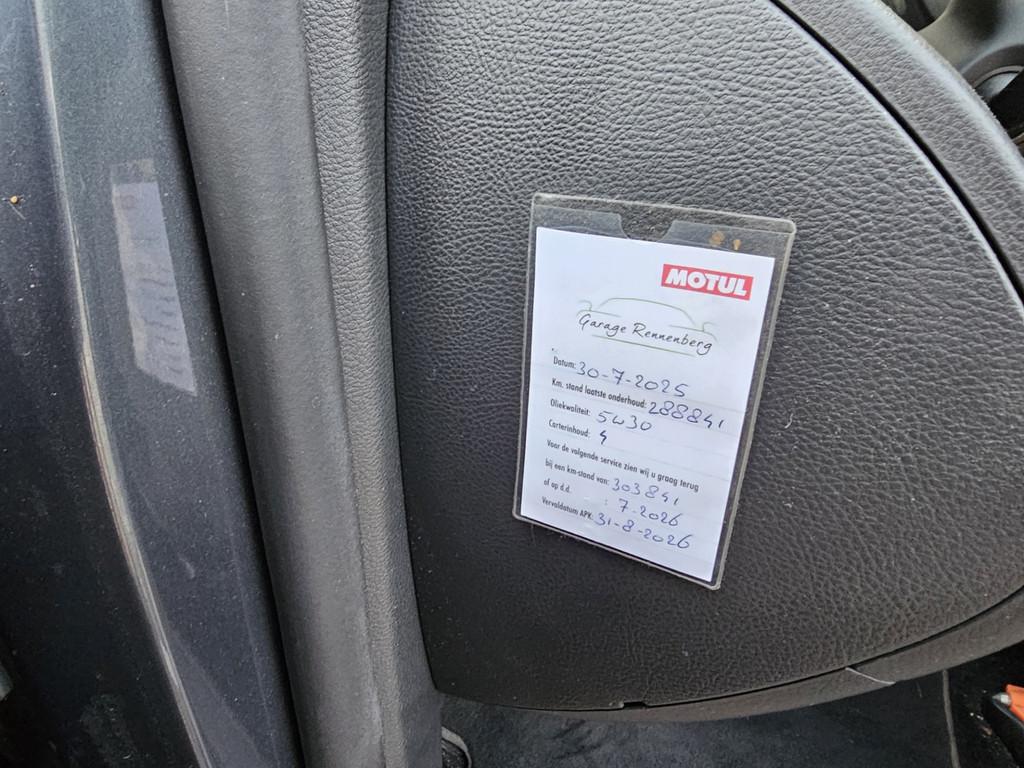 MOTUL
Garage Rennenberg
Datum: 30-7-2025
Km. stand laatste onderhoud: 288841
Oliekwaliteit: 5w30
Carterinhoud: 4
Voor de volgende service zien wij u graag terug
bij een km-stand van: 303841
of op d.d. : 7-2026
Vervaldatum APK: 31-8-2026